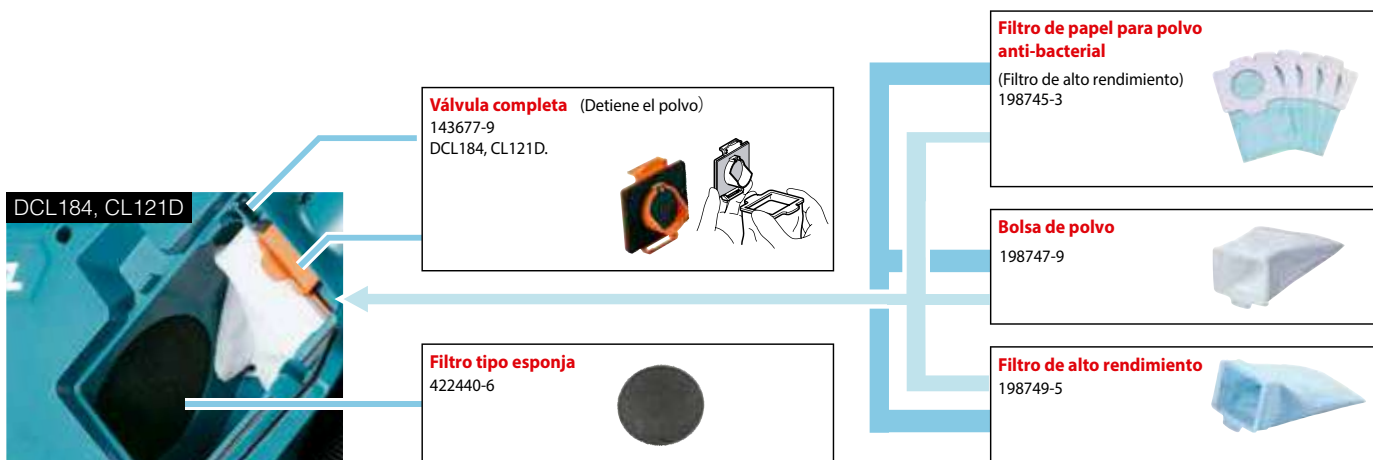 DCL184, CL121D
Válvula completa (Detiene el polvo)
143677-9
DCL184, CL121D.
Filtro tipo esponja
422440-6
Filtro de papel para polvo
anti-bacterial
(Filtro de alto rendimiento)
198745-3
Bolsa de polvo
198747-9
Filtro de alto rendimiento
198749-5